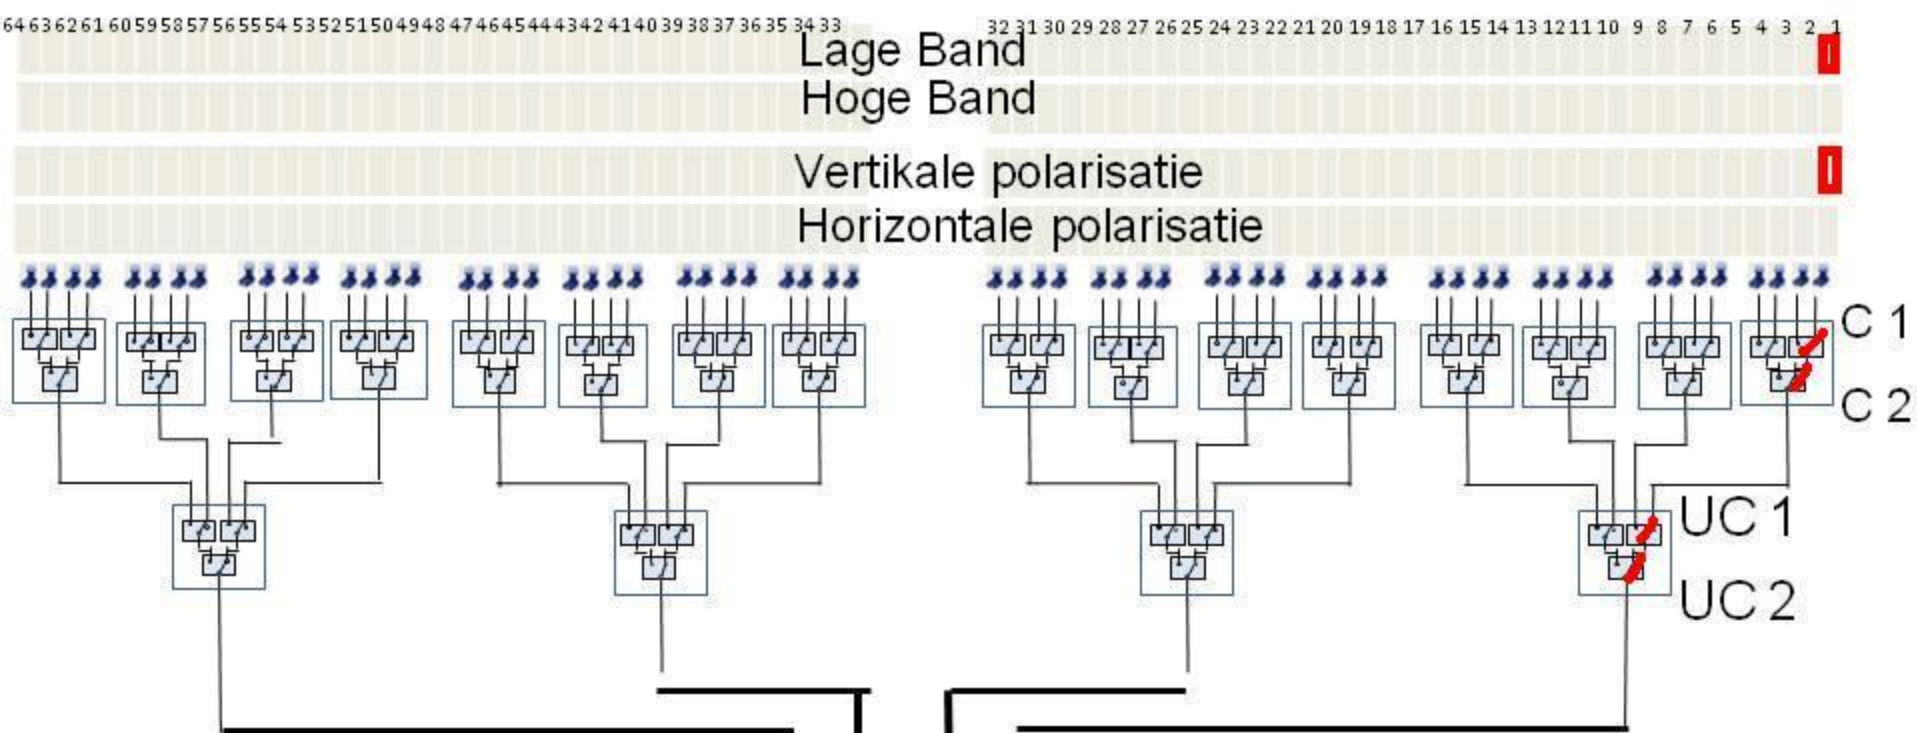 64 63 62 61 60 59 58 57 56 55 54 53 52 51 50 49 48 47 46 45 44 43 42 41 40 39 38 37 36 35 34 33 32 31 30 29 28 27 26 25 24 23 22 21 20 19 18 17 16 15 14 13 12 11 10 9 8 7 6 5 4 3 2 1
Lage Band
Hoge Band
Vertikale polarisatie
Horizontale polarisatie
C 1
C 2
UC 1
UC 2